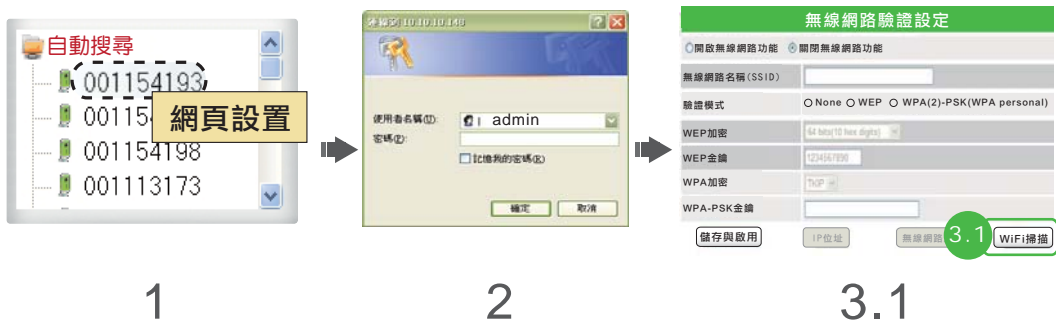 自動搜尋
001154193
00115
網頁設置
001154198
001113173
1
連線到 10.10.10.148
使用者名稱(U):
admin
密碼(P):
記憶我的密碼(R)
確定
取消
2
無線網路驗證設定
開啟無線網路功能 關閉無線網路功能
無線網路名稱(SSID)
驗證模式 None WEP WPA(2)-PSK(WPA personal)
WEP加密 64 bits(10 hex digits)
WEP金鑰 1234567890
WPA加密 TKIP
WPA-PSK金鑰
儲存與啟用 IP位址 無線網路 3.1 WiFi掃描
3.1